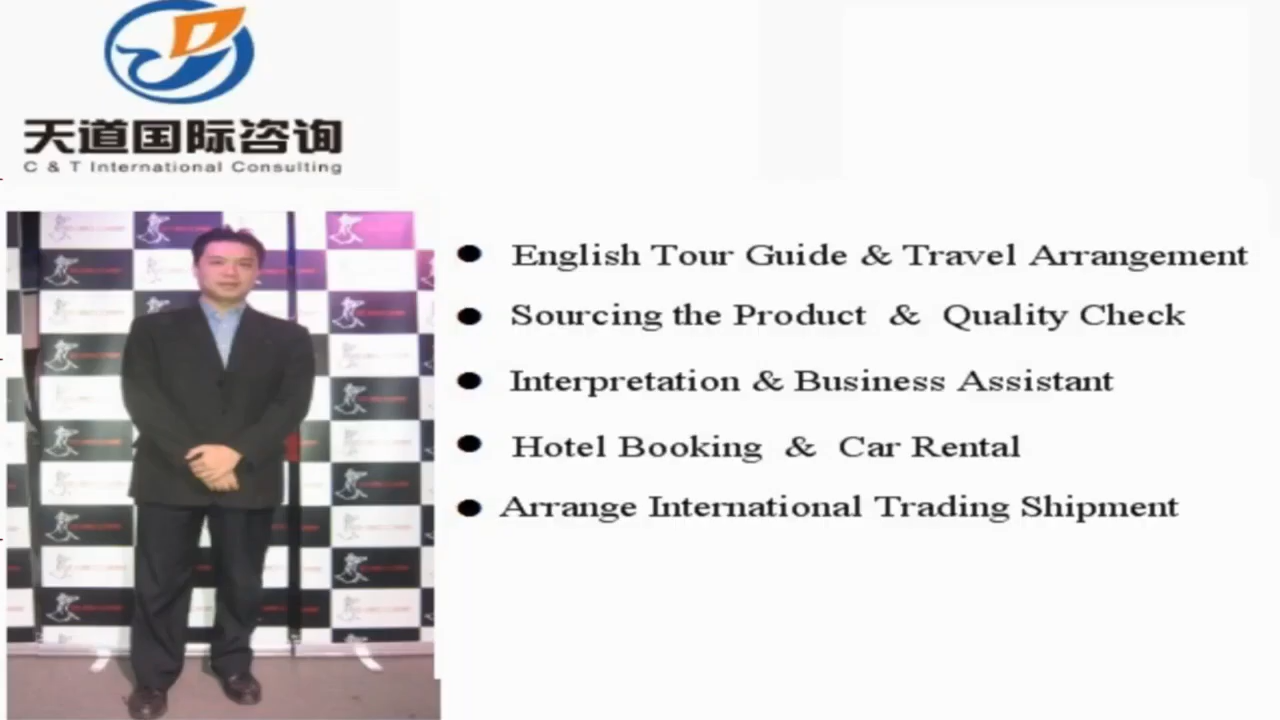 天道国际咨询
C & T International Consulting
● English Tour Guide & Travel Arrangement
● Sourcing the Product & Quality Check
● Interpretation & Business Assistant
● Hotel Booking & Car Rental
● Arrange International Trading Shipment